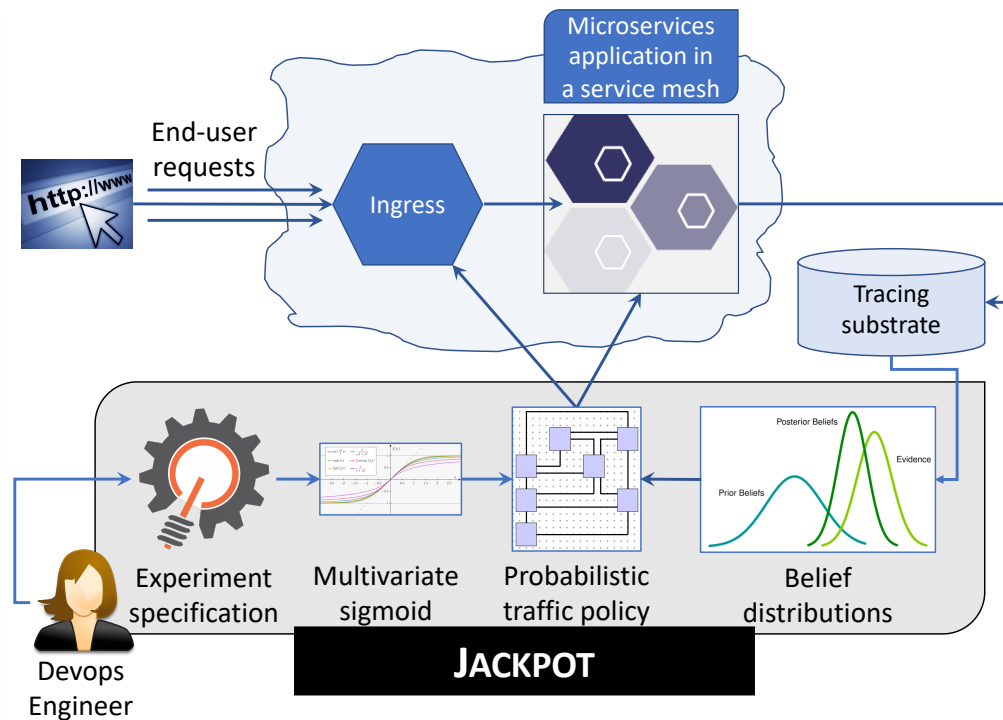 Microservices
application in
a service mesh
End-user
requests
http://www
Ingress
Tracing
substrate
Posterior Beliefs
Evidence
Prior Beliefs
Experiment
specification
Multivariate
sigmoid
Probabilistic
traffic policy
Belief
distributions
JACKPOT
Devops
Engineer